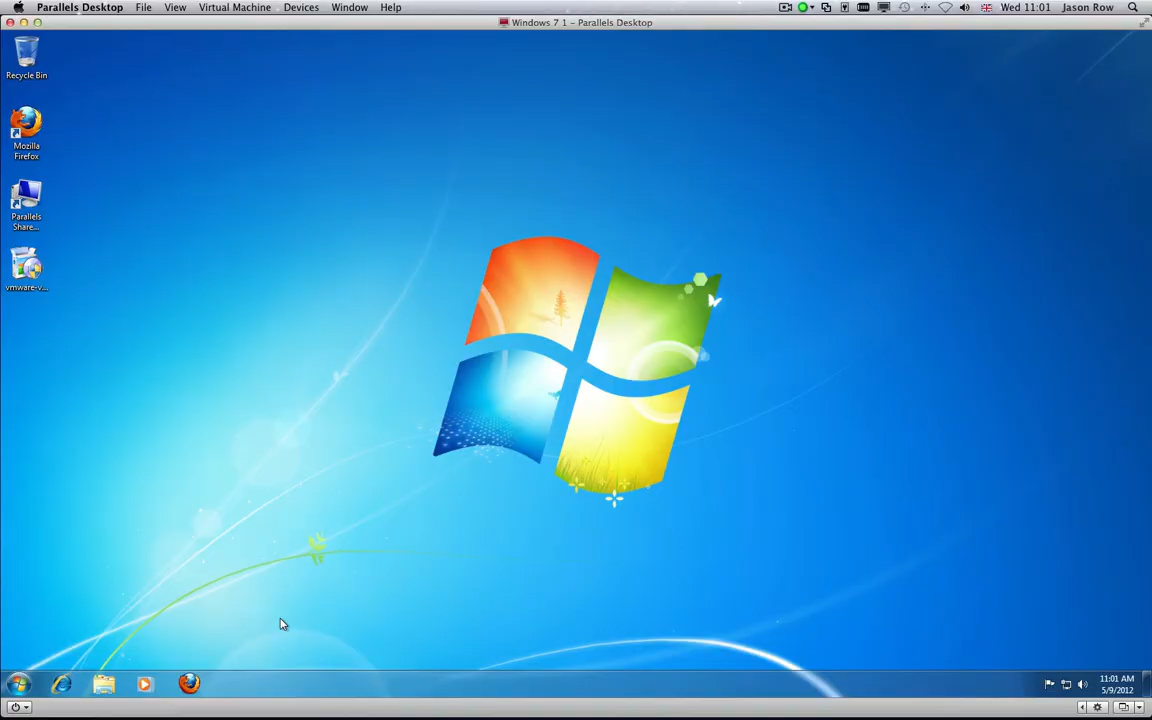 Parallels Desktop File View Virtual Machine Devices Window Help Wed 11:01 Jason Row
Windows 7 1 – Parallels Desktop
Recycle Bin
Mozilla
Firefox
Parallels
Share...
vmware-v...
11:01 AM
5/9/2012